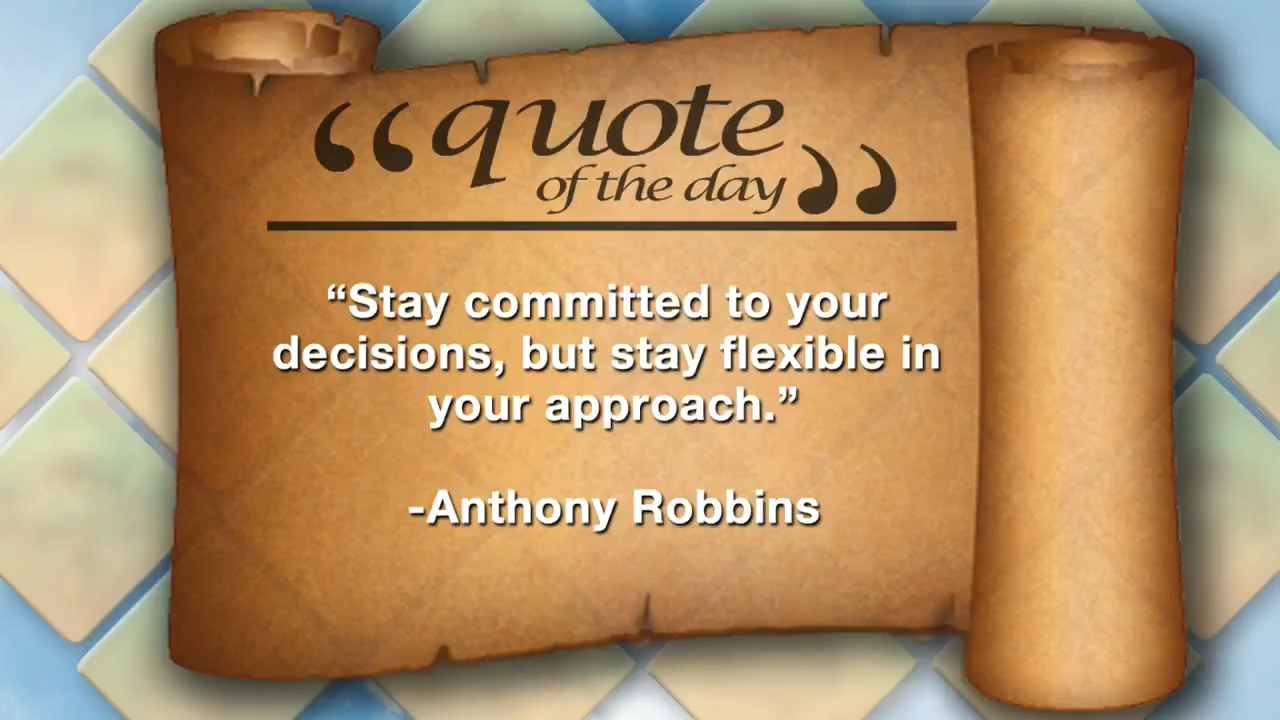 “quote
of the day”
“Stay committed to your
decisions, but stay flexible in
your approach.”
-Anthony Robbins